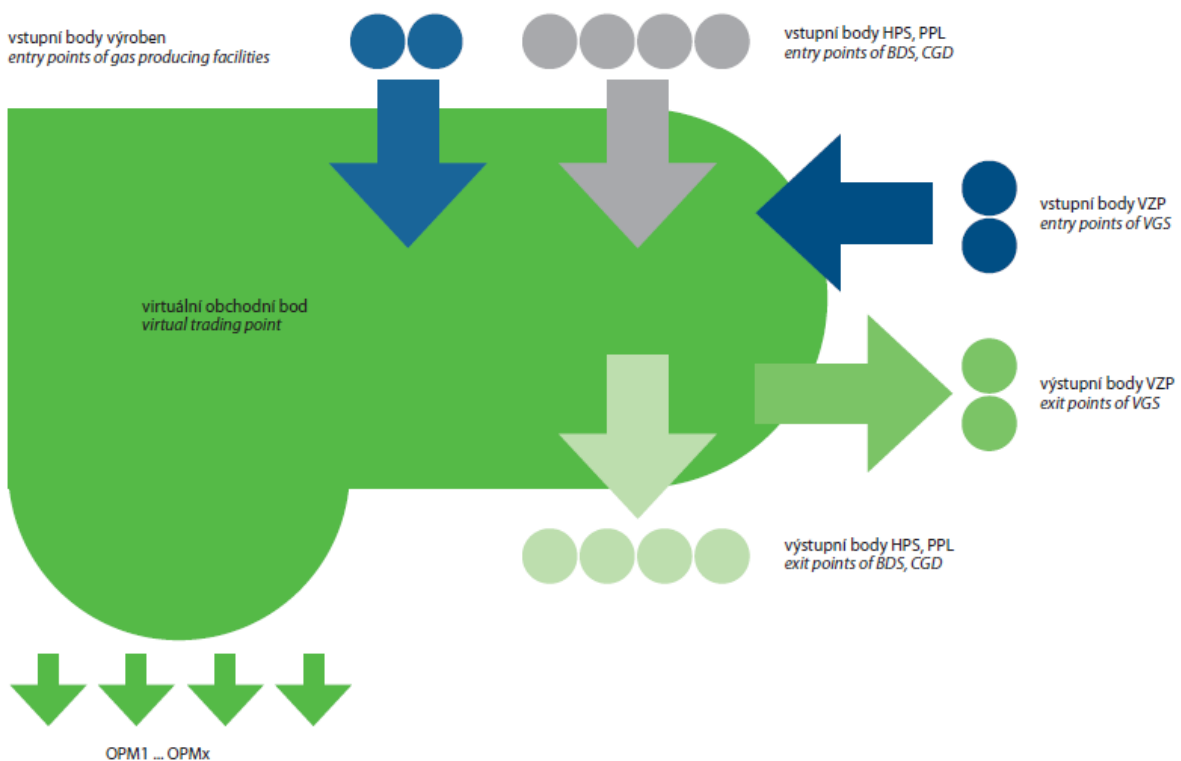 vstupní body výroben
entry points of gas producing facilities
vstupní body HPS, PPL
entry points of BDS, CGD
vstupní body VZP
entry points of VGS
virtuální obchodní bod
virtual trading point
výstupní body VZP
exit points of VGS
výstupní body HPS, PPL
exit points of BDS, CGD
OPM1 ... OPMx